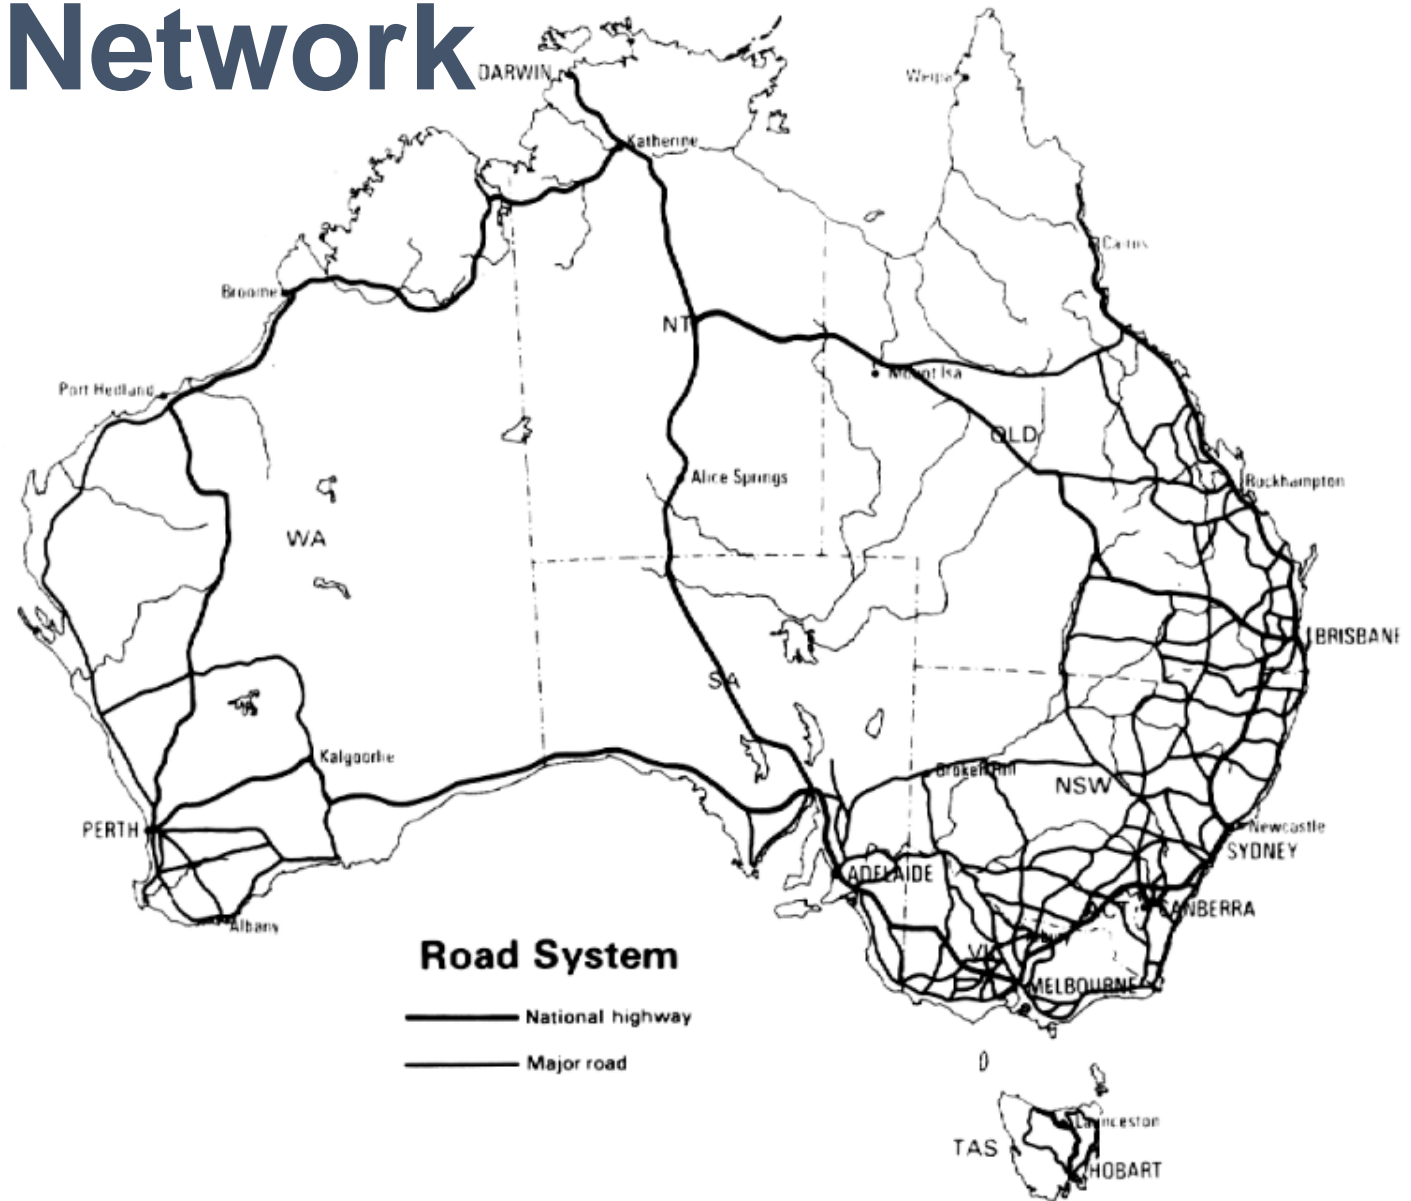 Network
DARWIN
Weipa
Katherine
Cairns
Broome
NT
Port Hedland
Mount Isa
QLD
Alice Springs
Rockhampton
WA
BRISBANE
SA
Kalgoorlie
Broken Hill
NSW
PERTH
Newcastle
SYDNEY
ADELAIDE
ACT
CANBERRA
Albany
Road System
MELBOURNE
National highway
Major road
Launceston
TAS
HOBART